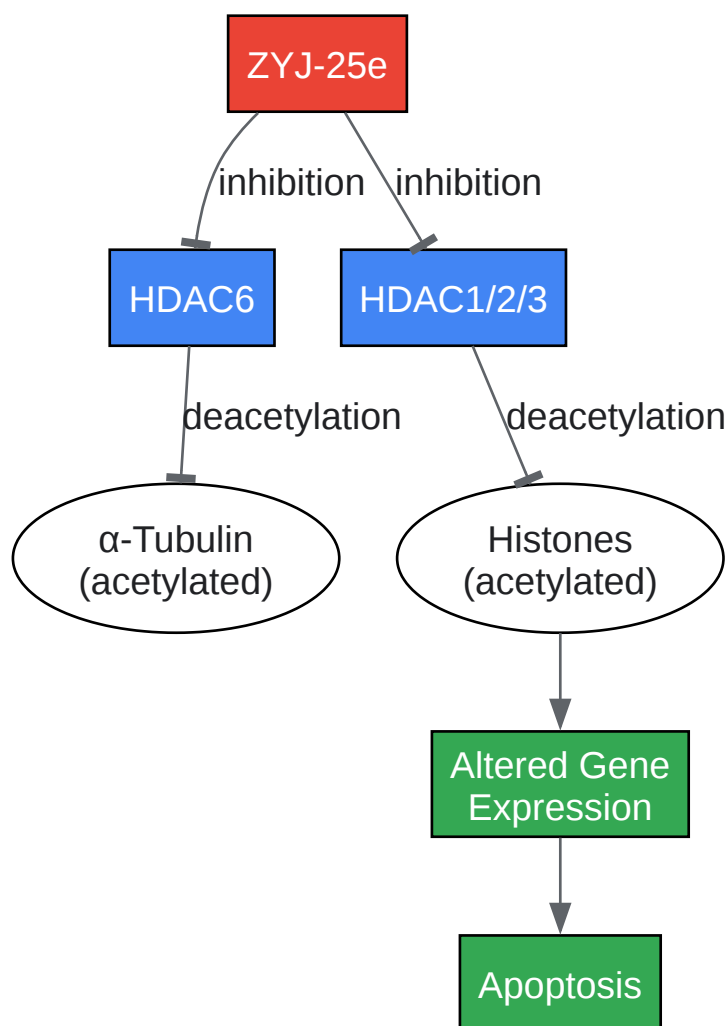 ZYJ-25e
inhibition
inhibition
HDAC6
HDAC1/2/3
deacetylation
deacetylation
α-Tubulin
(acetylated)
Histones
(acetylated)
Altered Gene
Expression
Apoptosis